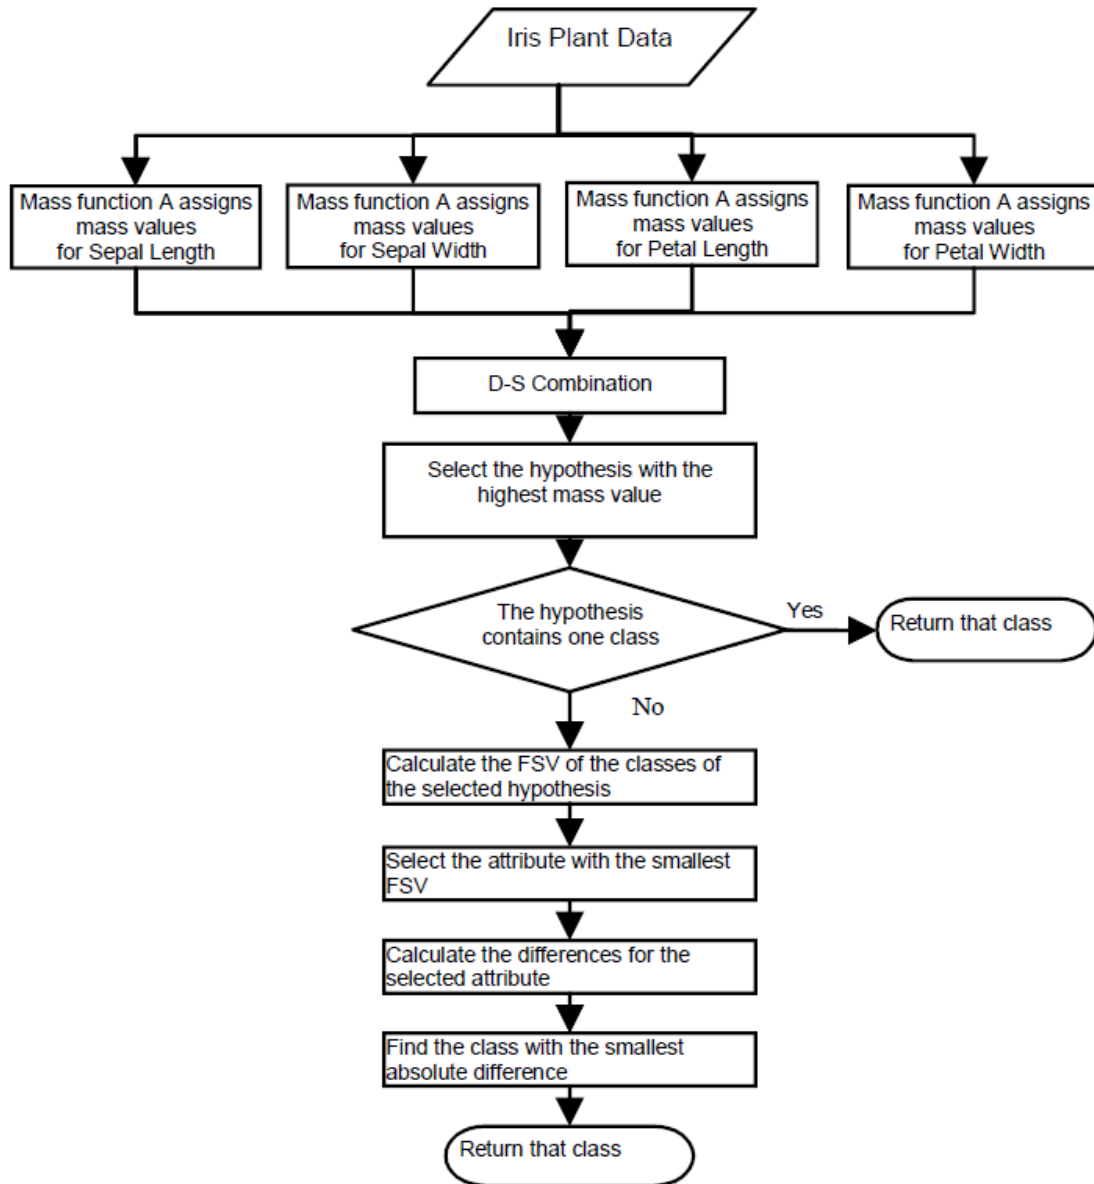 Iris Plant Data
Mass function A assigns
mass values
for Sepal Length
Mass function A assigns
mass values
for Sepal Width
Mass function A assigns
mass values
for Petal Length
Mass function A assigns
mass values
for Petal Width
D-S Combination
Select the hypothesis with the
highest mass value
The hypothesis
contains one class
Yes
Return that class
No
Calculate the FSV of the classes of
the selected hypothesis
Select the attribute with the smallest
FSV
Calculate the differences for the
selected attribute
Find the class with the smallest
absolute difference
Return that class